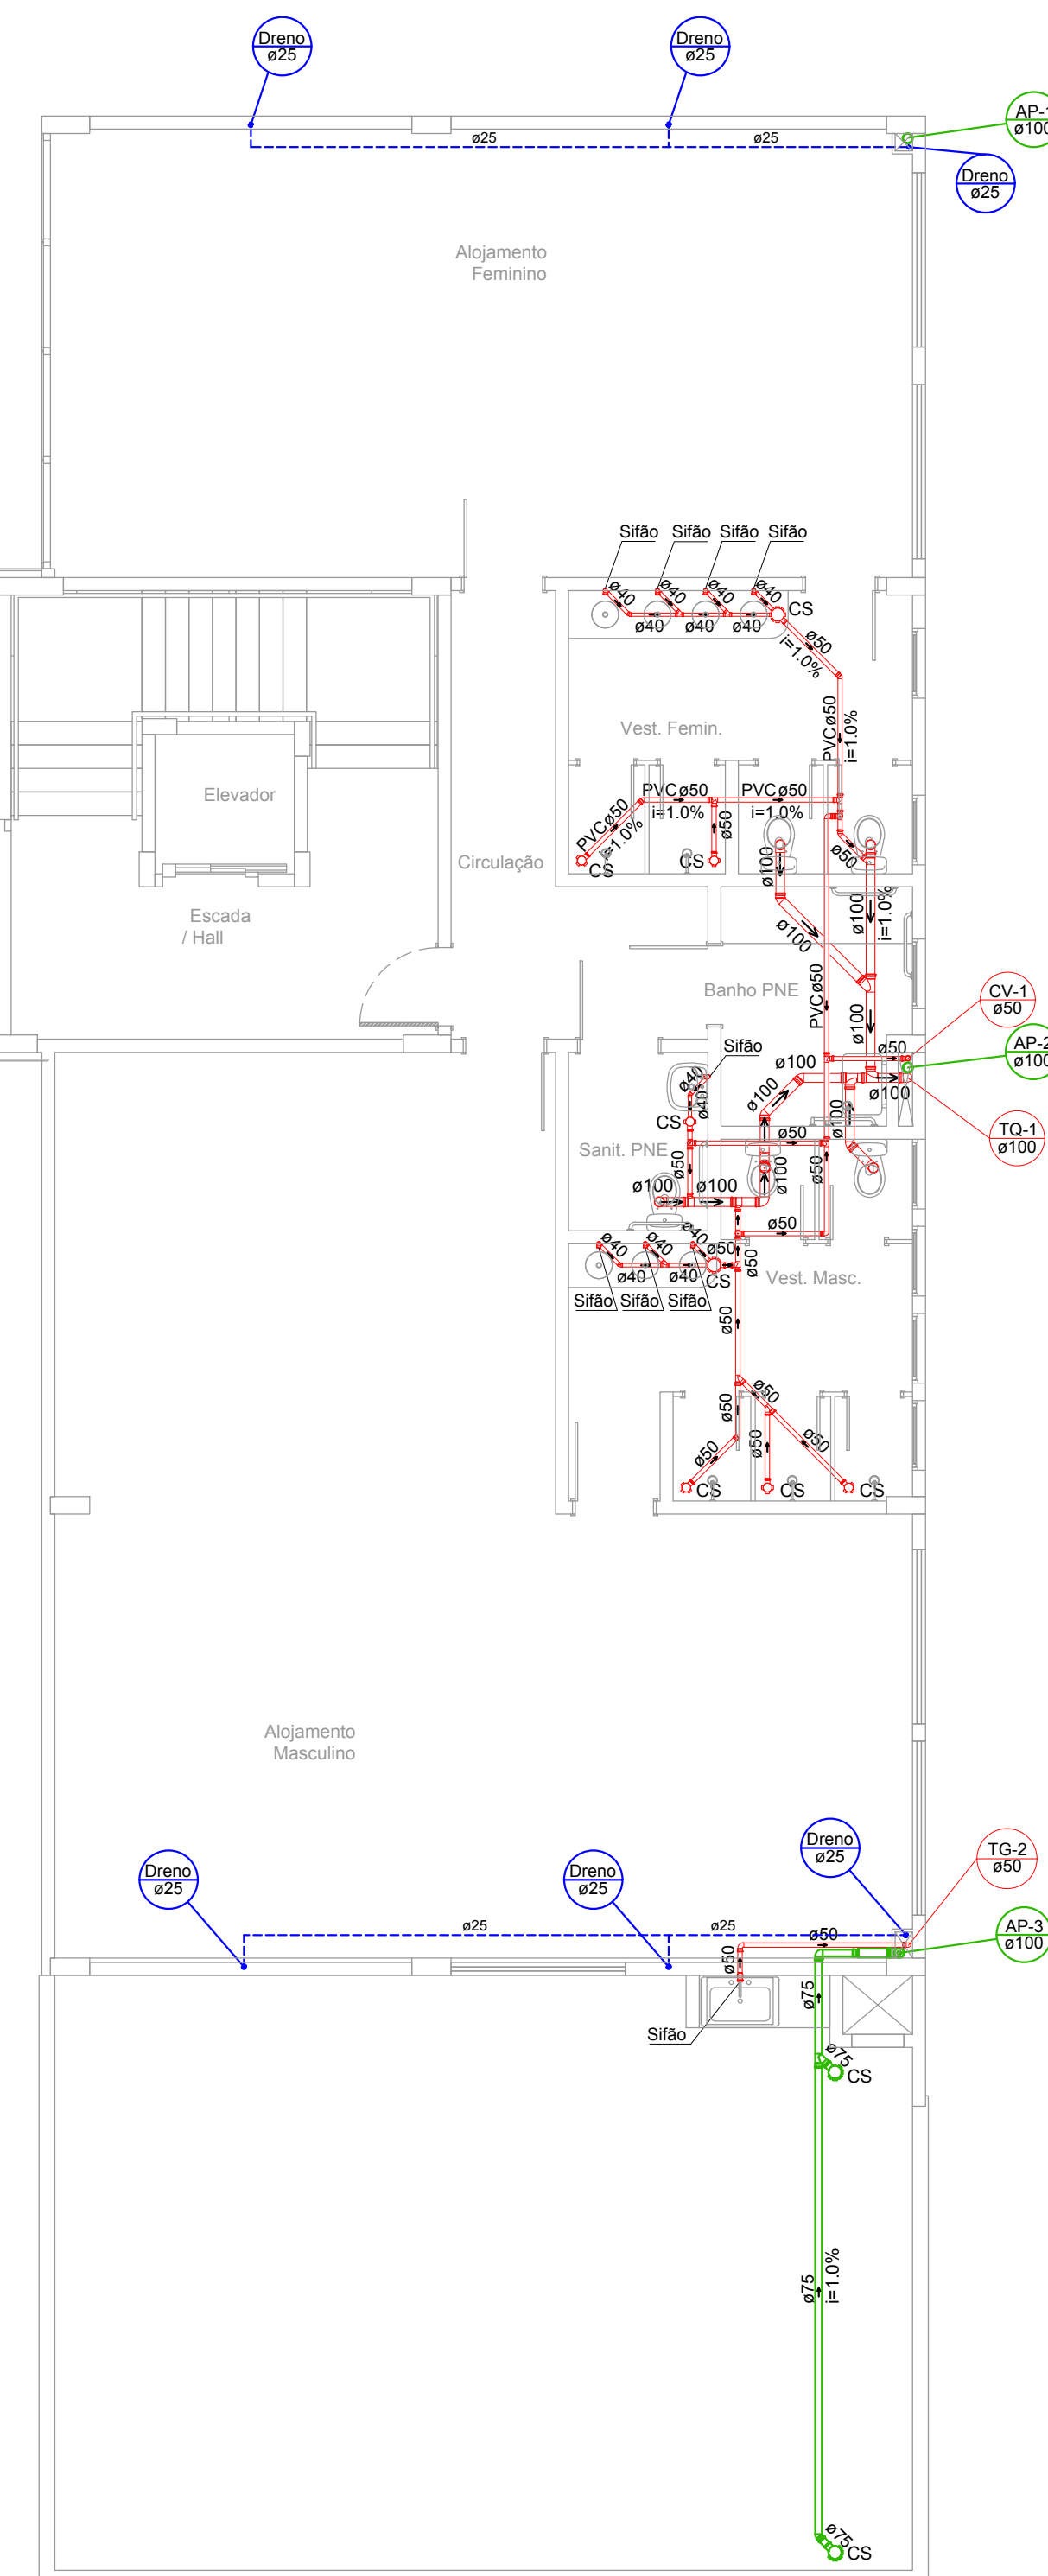 Dreno
ø25
Dreno
ø25
AP-1
ø100
ø25
ø25
Dreno
ø25
Alojamento
Feminino
Sifão
Sifão
Sifão
Sifão
ø40
ø40
ø40
ø40
CS
ø40
ø40
ø40
ø50
i=1.0%
Vest. Femin.
PVCø50
i=1.0%
Elevador
PVCø50
PVCø50
i=1.0%
i=1.0%
PVCø50
i=1.0%
ø50
ø50
CS
CS
Circulação
ø100
ø100
i=1.0%
ø100
Escada
/ Hall
Banho PNE
PVCø50
CV-1
ø50
ø100
ø50
AP-2
ø100
Sifão
ø100
ø40
ø40
ø100
ø100
CS
ø100
TQ-1
ø100
ø50
Sanit. PNE
ø50
ø100
ø50
ø100
ø100
ø50
ø40
ø40
ø40
ø50
ø50
CS
ø40
ø40
Vest. Masc.
Sifão
Sifão
Sifão
ø50
ø50
ø50
ø50
ø50
ø50
CS
CS
CS
Alojamento
Masculino
Dreno
ø25
Dreno
ø25
Dreno
ø25
TG-2
ø50
ø25
ø25
ø50
AP-3
ø100
ø50
ø75
Sifão
ø75
CS
ø75
i=1.0%
ø75
CS